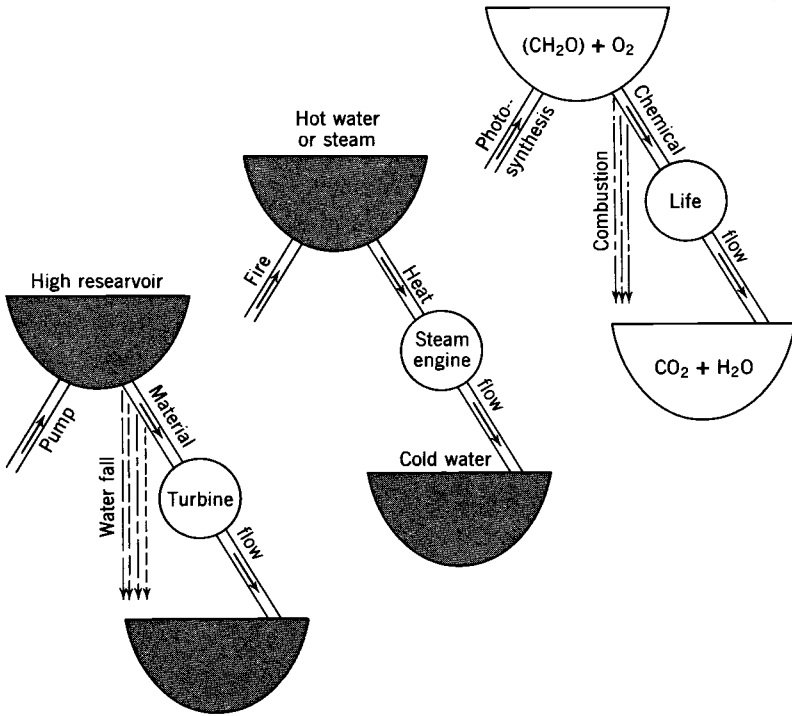 (CH₂O) + O₂
Photo-
synthesis
Combustion
Chemical
Life
flow
CO₂ + H₂O
Hot water
or steam
Fire
Heat
Steam
engine
flow
Cold water
High researvoir
Pump
Water fall
Material
Turbine
flow